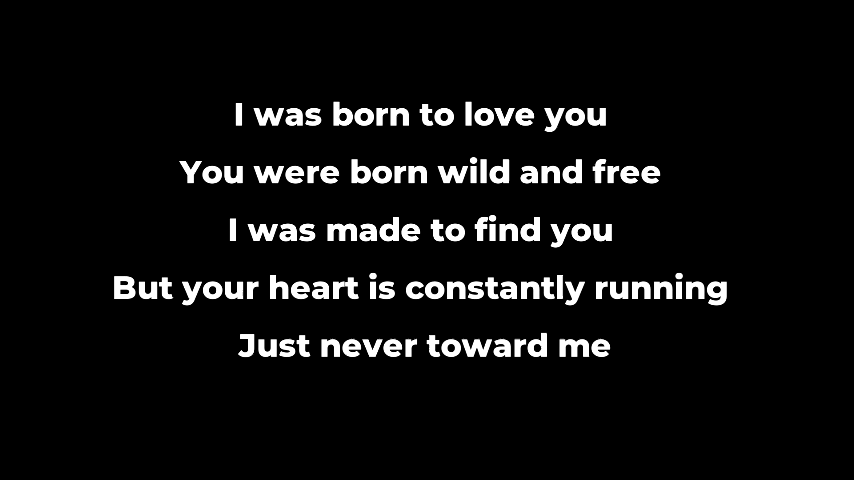 I was born to love you
You were born wild and free
I was made to find you
But your heart is constantly running
Just never toward me